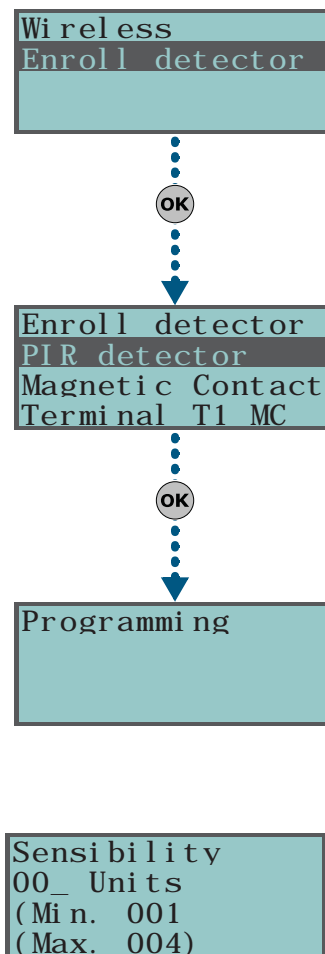 Wireless
Enroll detector
OK
Enroll detector
PIR detector
Magnetic Contact
Terminal T1 MC
OK
Programming
Sensibility
00_ Units
(Min. 001
(Max. 004)